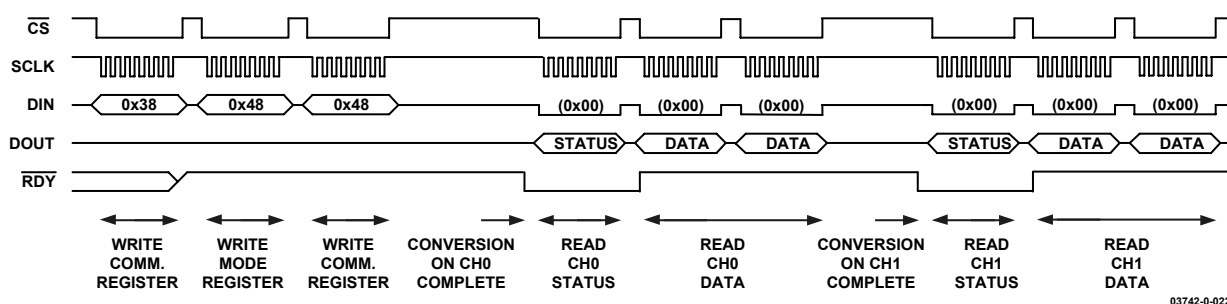 CS
SCLK
DIN 0x38 0x48 0x48 (0x00) (0x00) (0x00) (0x00) (0x00) (0x00)
DOUT STATUS DATA DATA STATUS DATA DATA
RDY
WRITE COMM. REGISTER
WRITE MODE REGISTER
WRITE COMM. REGISTER
CONVERSION ON CH0 COMPLETE
READ CH0 STATUS
READ CH0 DATA
CONVERSION ON CH1 COMPLETE
READ CH1 STATUS
READ CH1 DATA